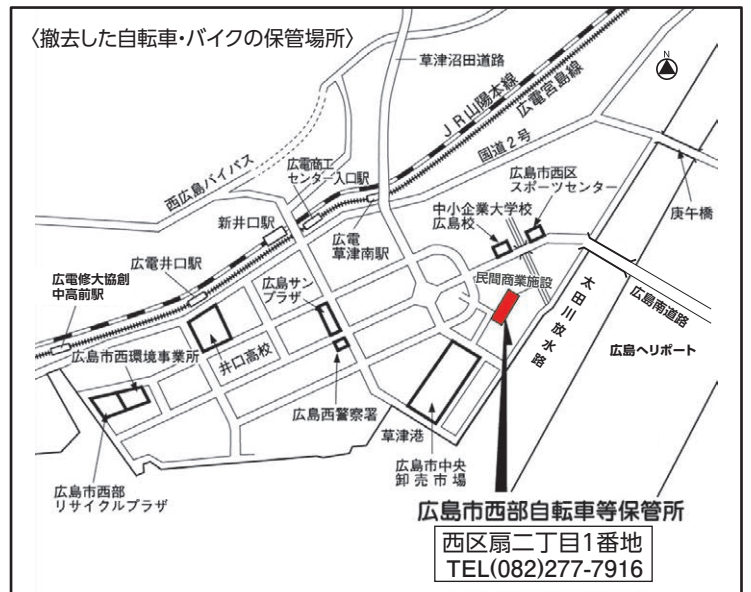 〈撤去した自転車・バイクの保管場所〉
草津沼田道路
N
JR山陽本線
広電宮島線
国道2号
西広島バイパス
広電商工
センター入口駅
広島市西区
スポーツセンター
中小企業大学校
広島校
庚午橋
新井口駅
広電
草津南駅
広電井口駅
広島サン
プラザ
民間商業施設
広電修大協創
中高前駅
太田川放水路
広島南道路
広島ヘリポート
広島市西環境事業所
井口高校
広島西警察署
草津港
広島市中央
卸売市場
広島市西部
リサイクルプラザ
広島市西部自転車等保管所
西区扇二丁目1番地
TEL(082)277-7916